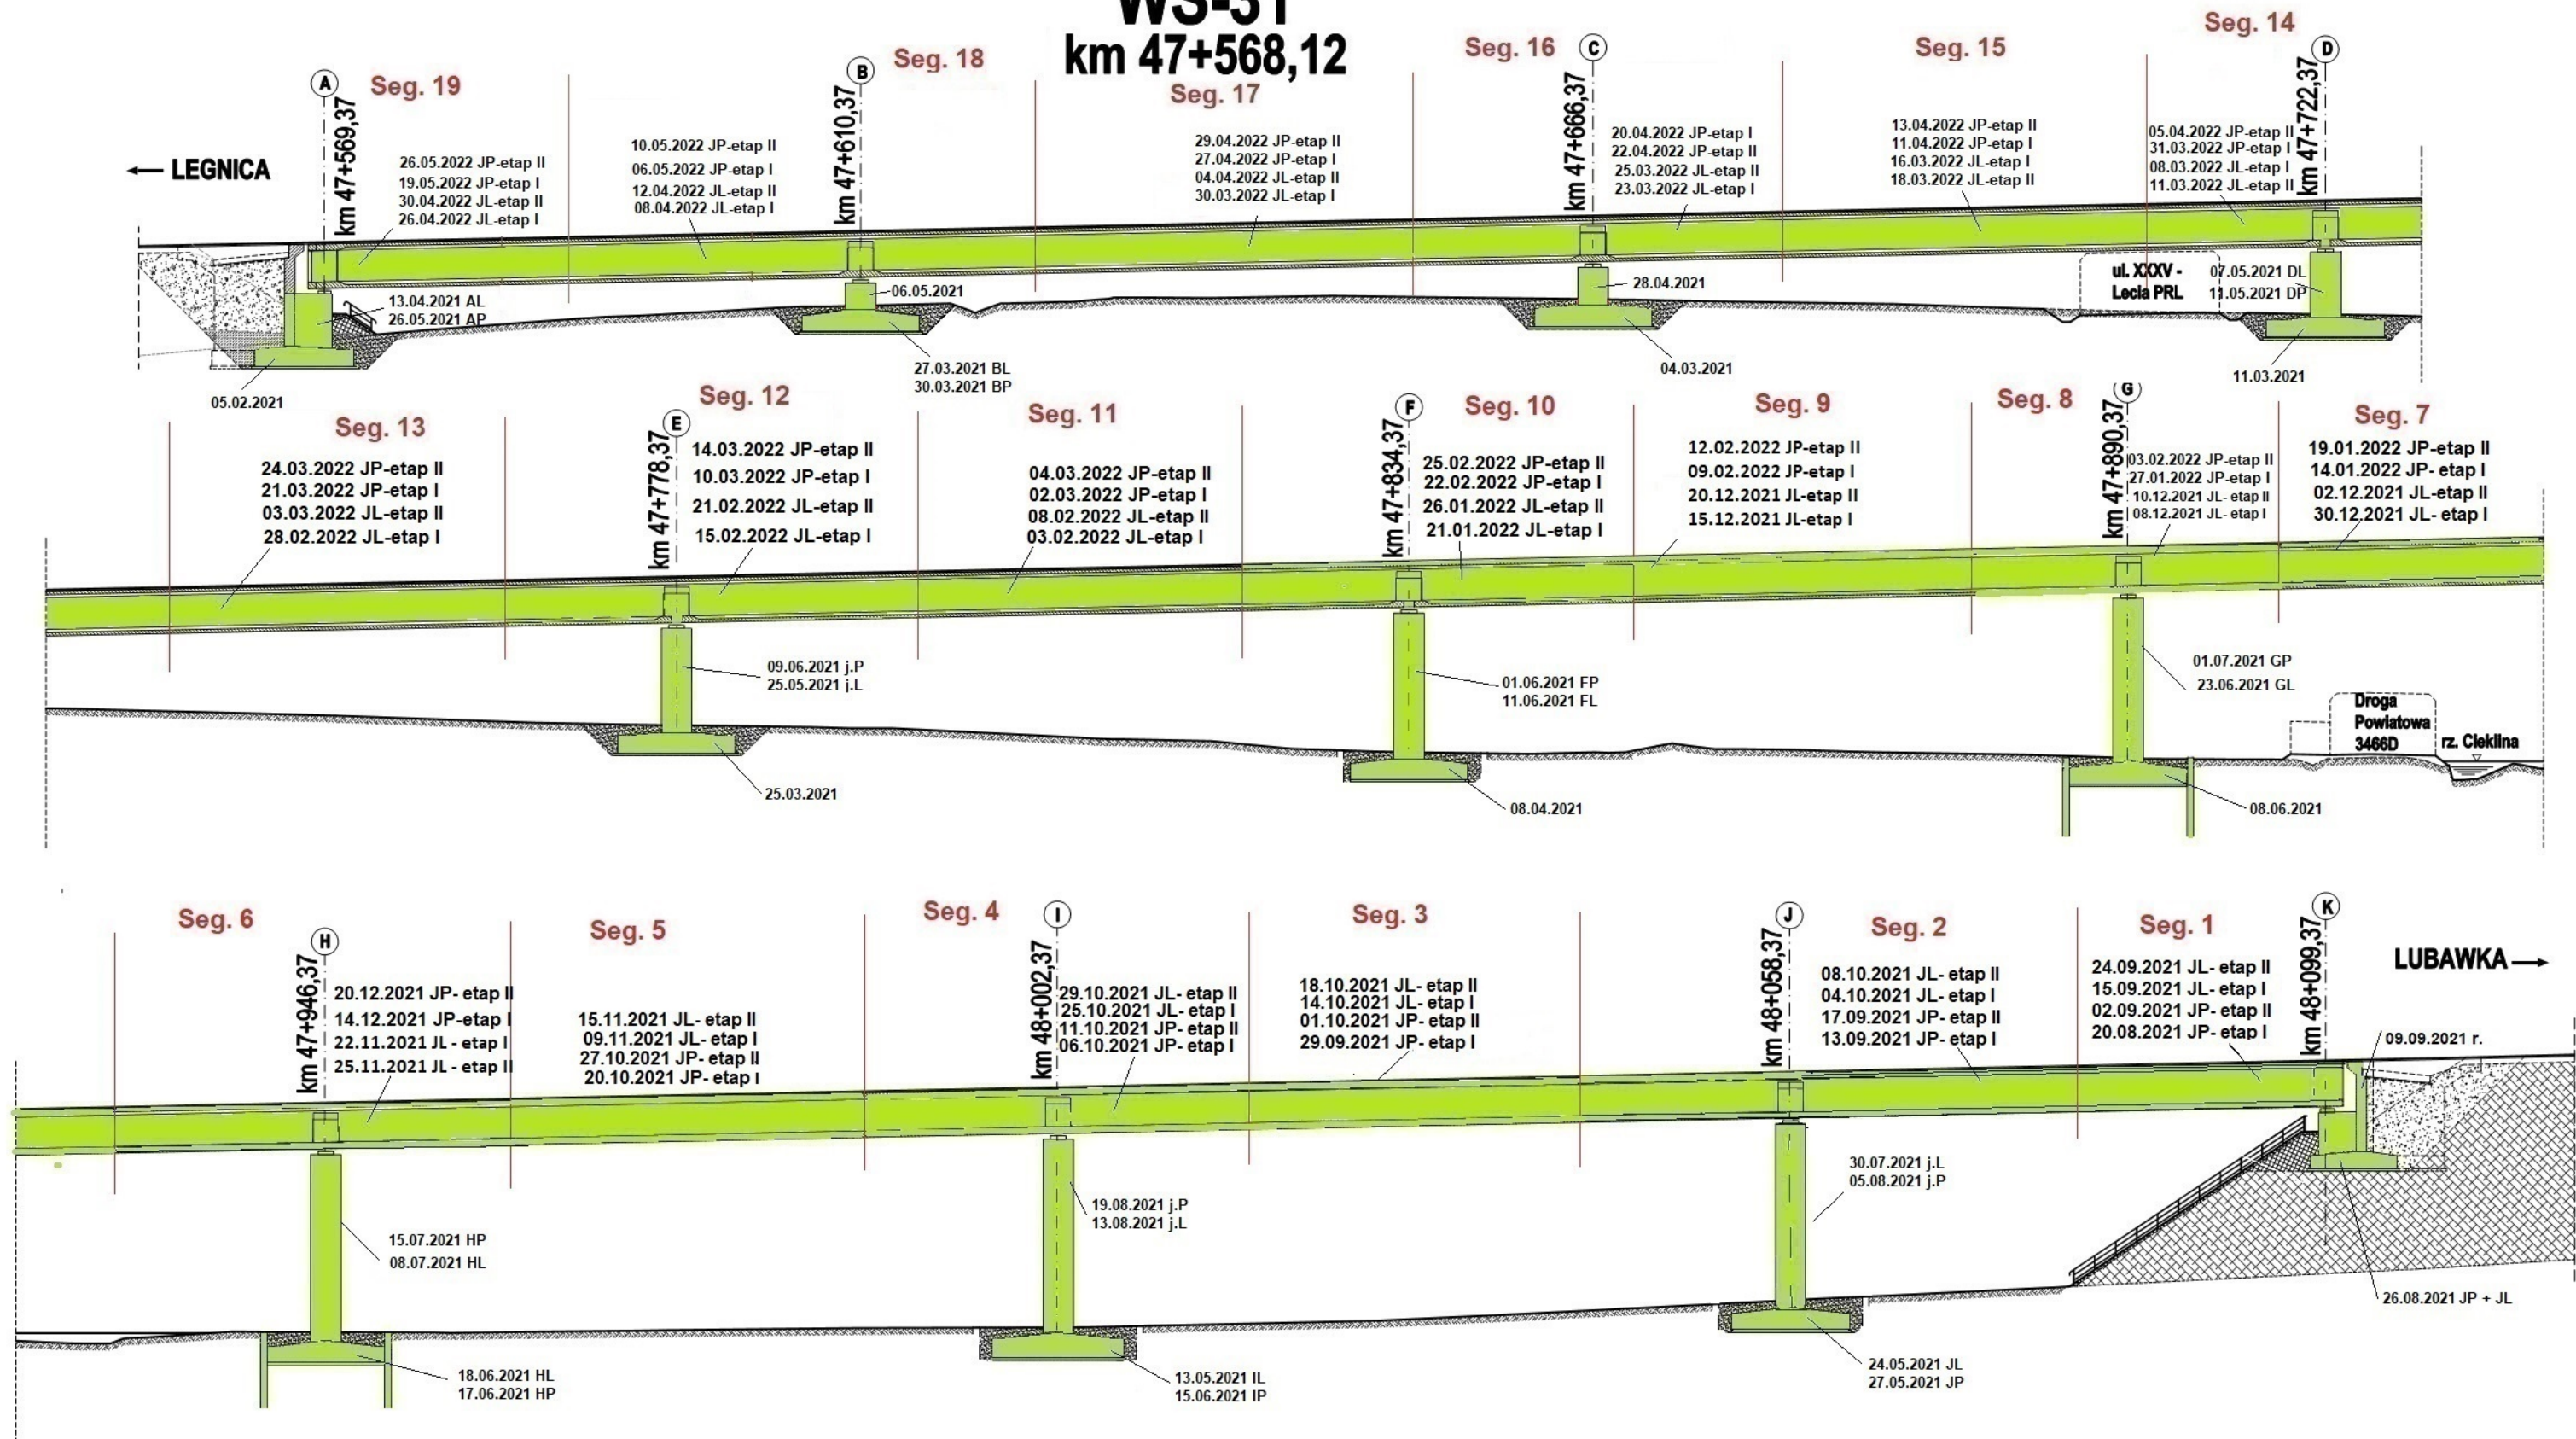 WS-31
km 47+568,12
Seg. 19
Seg. 18
Seg. 17
Seg. 16
Seg. 15
Seg. 14
A
km 47+569,37
B
km 47+610,37
C
km 47+666,37
D
km 47+722,37
← LEGNICA
26.05.2022 JP-etap II
19.05.2022 JP-etap I
30.04.2022 JL-etap II
26.04.2022 JL-etap I
10.05.2022 JP-etap II
06.05.2022 JP-etap I
12.04.2022 JL-etap II
08.04.2022 JL-etap I
29.04.2022 JP-etap II
27.04.2022 JP-etap I
04.04.2022 JL-etap II
30.03.2022 JL-etap I
20.04.2022 JP-etap I
22.04.2022 JP-etap II
25.03.2022 JL-etap II
23.03.2022 JL-etap I
13.04.2022 JP-etap II
11.04.2022 JP-etap I
16.03.2022 JL-etap I
18.03.2022 JL-etap II
05.04.2022 JP-etap II
31.03.2022 JP-etap I
08.03.2022 JL-etap I
11.03.2022 JL-etap II
13.04.2021 AL
26.05.2021 AP
06.05.2021
28.04.2021
ul. XXXV -
Lecia PRL
07.05.2021 DL
11.05.2021 DP
05.02.2021
27.03.2021 BL
30.03.2021 BP
04.03.2021
11.03.2021
Seg. 13
Seg. 12
Seg. 11
Seg. 10
Seg. 9
Seg. 8
Seg. 7
E
km 47+778,37
F
km 47+834,37
G
km 47+890,37
24.03.2022 JP-etap II
21.03.2022 JP-etap I
03.03.2022 JL-etap II
28.02.2022 JL-etap I
14.03.2022 JP-etap II
10.03.2022 JP-etap I
21.02.2022 JL-etap II
15.02.2022 JL-etap I
04.03.2022 JP-etap II
02.03.2022 JP-etap I
08.02.2022 JL-etap II
03.02.2022 JL-etap I
25.02.2022 JP-etap II
22.02.2022 JP-etap I
26.01.2022 JL-etap II
21.01.2022 JL-etap I
12.02.2022 JP-etap II
09.02.2022 JP-etap I
20.12.2021 JL-etap II
15.12.2021 JL-etap I
03.02.2022 JP-etap II
27.01.2022 JP-etap I
10.12.2021 JL- etap II
08.12.2021 JL- etap I
19.01.2022 JP-etap II
14.01.2022 JP- etap I
02.12.2021 JL-etap II
30.12.2021 JL- etap I
09.06.2021 j.P
25.05.2021 j.L
01.06.2021 FP
11.06.2021 FL
01.07.2021 GP
23.06.2021 GL
Droga
Powiatowa
3466D
rz. Cieklina
25.03.2021
08.04.2021
08.06.2021
Seg. 6
Seg. 5
Seg. 4
Seg. 3
Seg. 2
Seg. 1
H
km 47+946,37
I
km 48+002,37
J
km 48+058,37
K
km 48+099,37
LUBAWKA →
20.12.2021 JP- etap II
14.12.2021 JP-etap I
22.11.2021 JL - etap I
25.11.2021 JL - etap II
15.11.2021 JL- etap II
09.11.2021 JL- etap I
27.10.2021 JP- etap II
20.10.2021 JP- etap I
29.10.2021 JL- etap II
25.10.2021 JL- etap I
11.10.2021 JP- etap II
06.10.2021 JP- etap I
18.10.2021 JL- etap II
14.10.2021 JL- etap I
01.10.2021 JP- etap II
29.09.2021 JP- etap I
08.10.2021 JL- etap II
04.10.2021 JL- etap I
17.09.2021 JP- etap II
13.09.2021 JP- etap I
24.09.2021 JL- etap II
15.09.2021 JL- etap I
02.09.2021 JP- etap II
20.08.2021 JP- etap I
09.09.2021 r.
15.07.2021 HP
08.07.2021 HL
19.08.2021 j.P
13.08.2021 j.L
30.07.2021 j.L
05.08.2021 j.P
26.08.2021 JP + JL
18.06.2021 HL
17.06.2021 HP
13.05.2021 IL
15.06.2021 IP
24.05.2021 JL
27.05.2021 JP